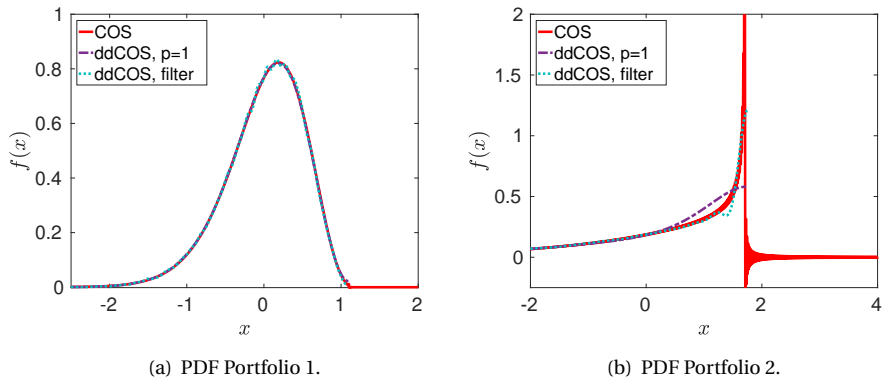 COS
ddCOS, p=1
ddCOS, filter
1
0.8
0.6
0.4
0.2
0
f(x)
-2
-1
0
1
2
x
(a) PDF Portfolio 1.
COS
ddCOS, p=1
ddCOS, filter
2
1.5
1
0.5
0
f(x)
-2
0
2
4
x
(b) PDF Portfolio 2.